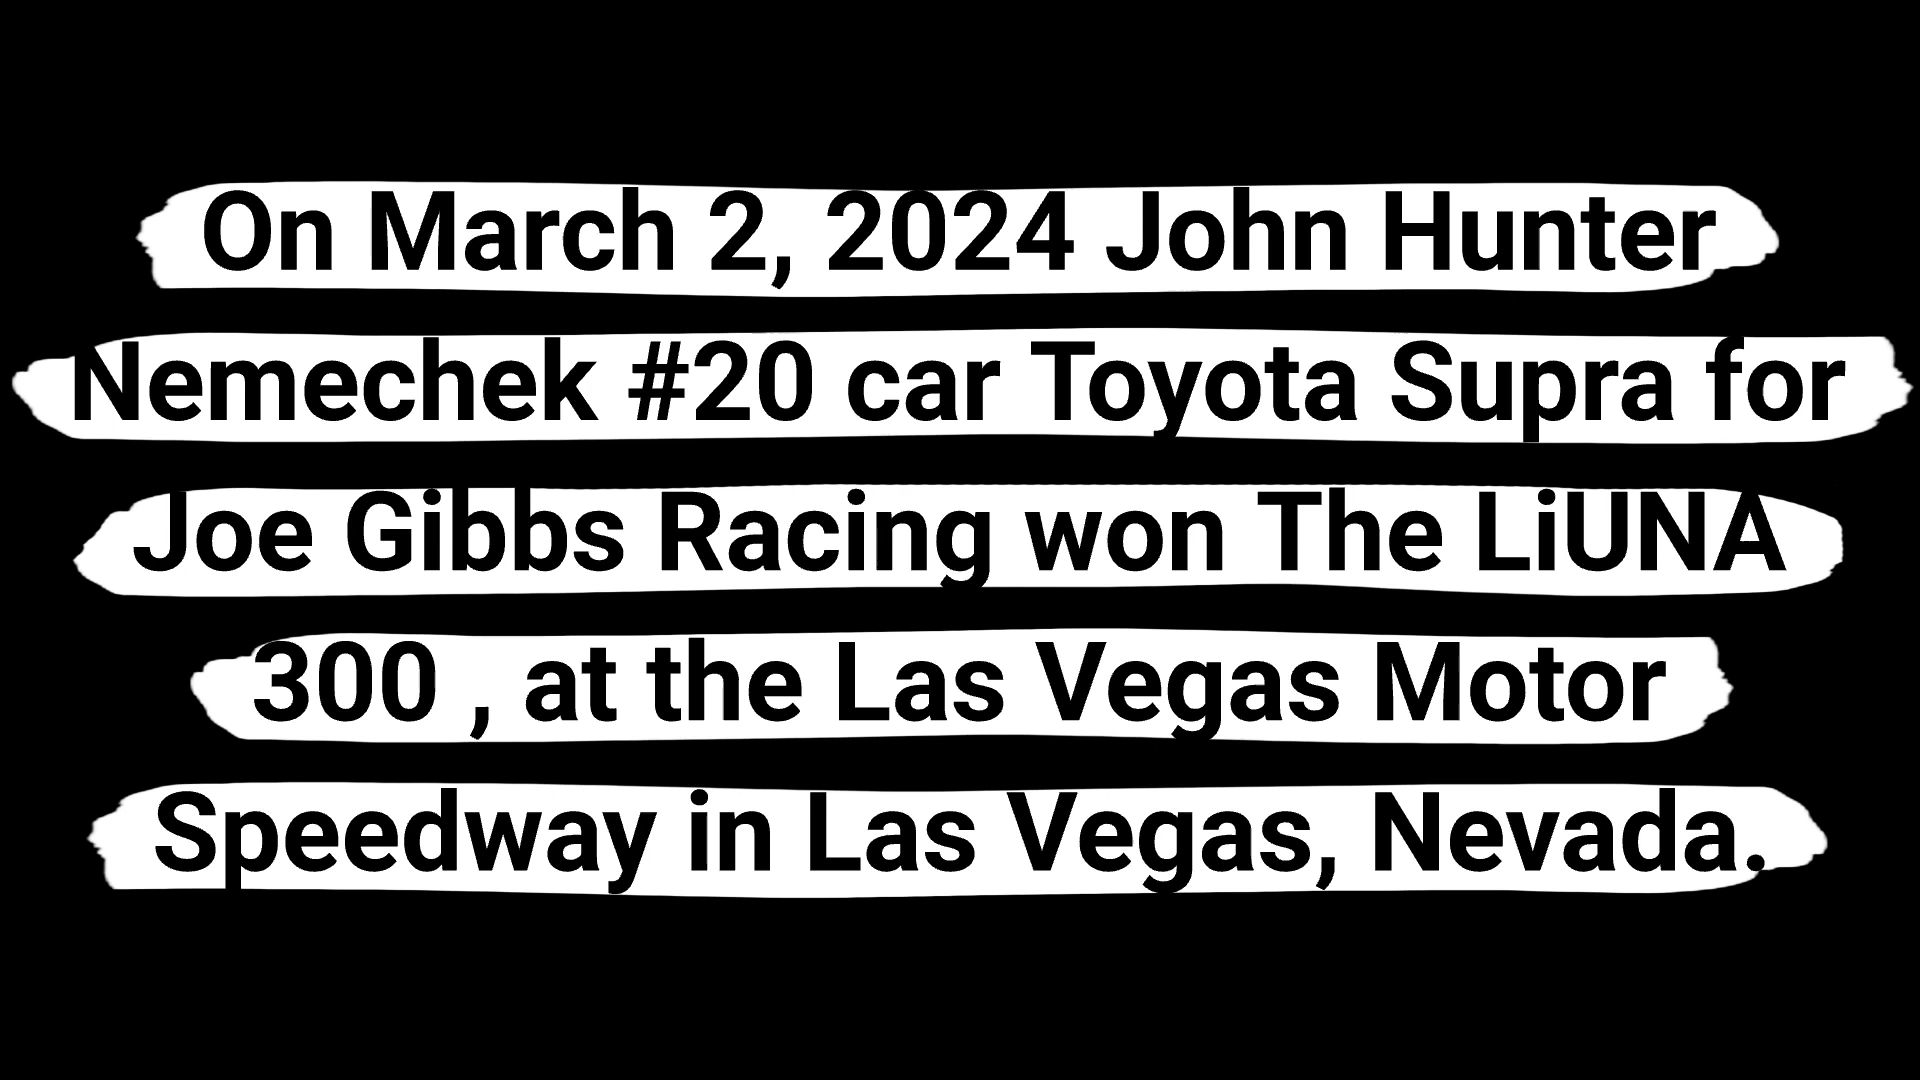 On March 2, 2024 John Hunter
Nemechek #20 car Toyota Supra for
Joe Gibbs Racing won The LiUNA
300 , at the Las Vegas Motor
Speedway in Las Vegas, Nevada.